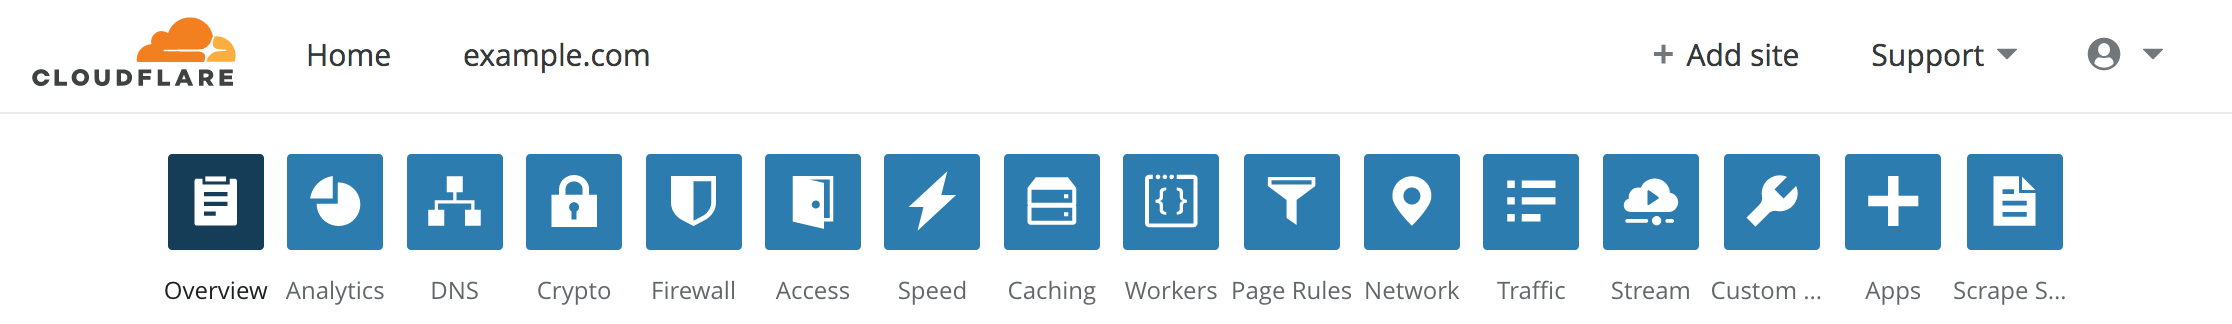 CLOUDFLARE Home example.com + Add site Support
Overview Analytics DNS Crypto Firewall Access Speed Caching Workers Page Rules Network Traffic Stream Custom ... Apps Scrape S...